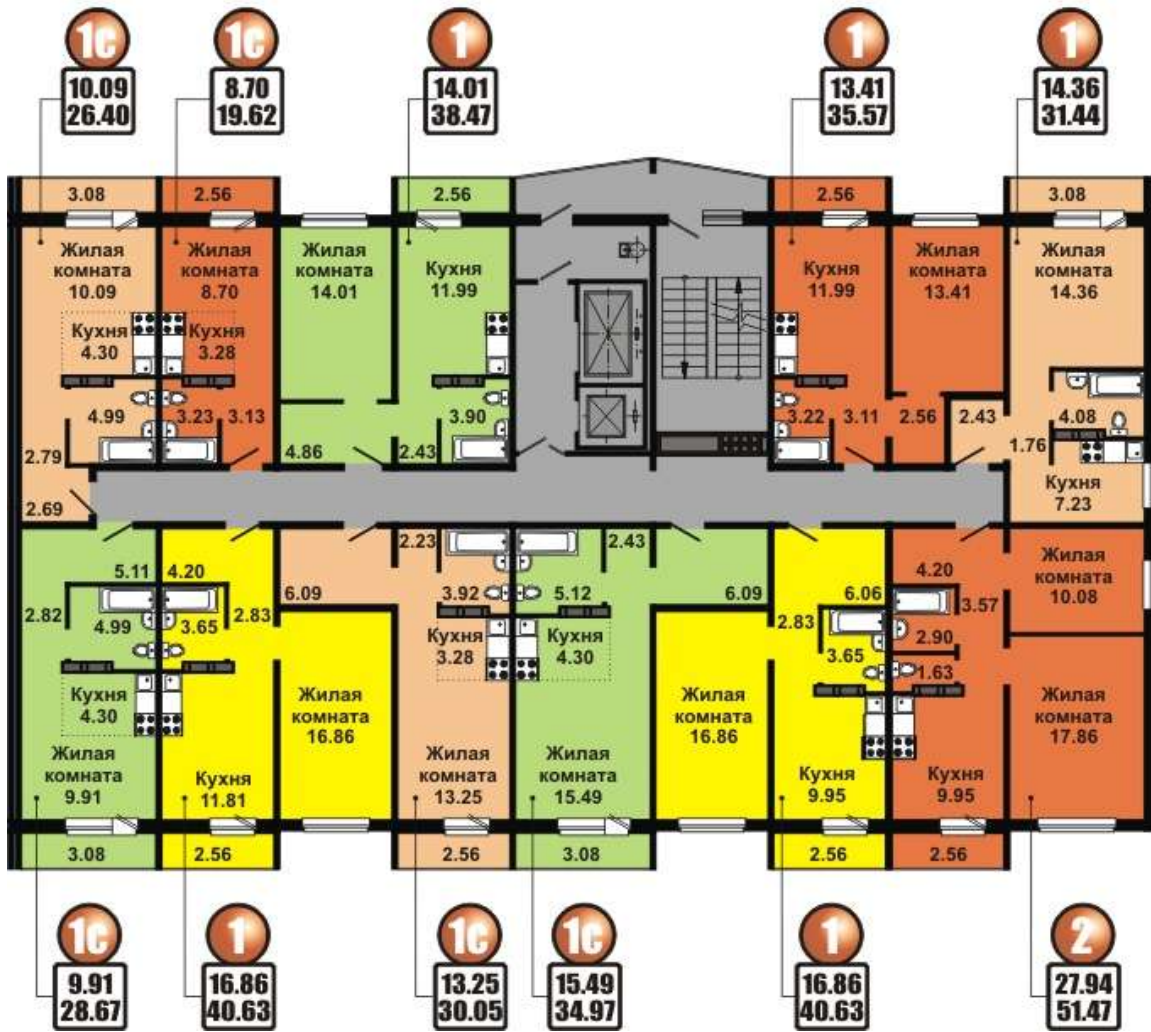 1с
1с
1
1
1
10.09
26.40
8.70
19.62
14.01
38.47
13.41
35.57
14.36
31.44
3.08
2.56
2.56
2.56
3.08
Жилая
комната
10.09
Жилая
комната
8.70
Жилая
комната
14.01
Кухня
11.99
Кухня
11.99
Жилая
комната
13.41
Жилая
комната
14.36
Кухня
4.30
Кухня
3.28
4.99
3.23
3.13
3.90
3.22
3.11
2.56
2.43
4.08
2.79
4.86
2.43
1.76
Кухня
7.23
2.69
5.11
4.20
2.23
2.43
4.20
Жилая
комната
10.08
2.82
4.99
3.65
2.83
6.09
3.92
5.12
6.09
2.83
6.06
3.57
2.90
3.65
1.63
Кухня
4.30
Кухня
3.28
Кухня
4.30
Жилая
комната
9.91
Кухня
11.81
Жилая
комната
16.86
Жилая
комната
13.25
Жилая
комната
15.49
Жилая
комната
16.86
Кухня
9.95
Кухня
9.95
Жилая
комната
17.86
3.08
2.56
2.56
3.08
2.56
2.56
1с
1
1с
1с
1
2
9.91
28.67
16.86
40.63
13.25
30.05
15.49
34.97
16.86
40.63
27.94
51.47